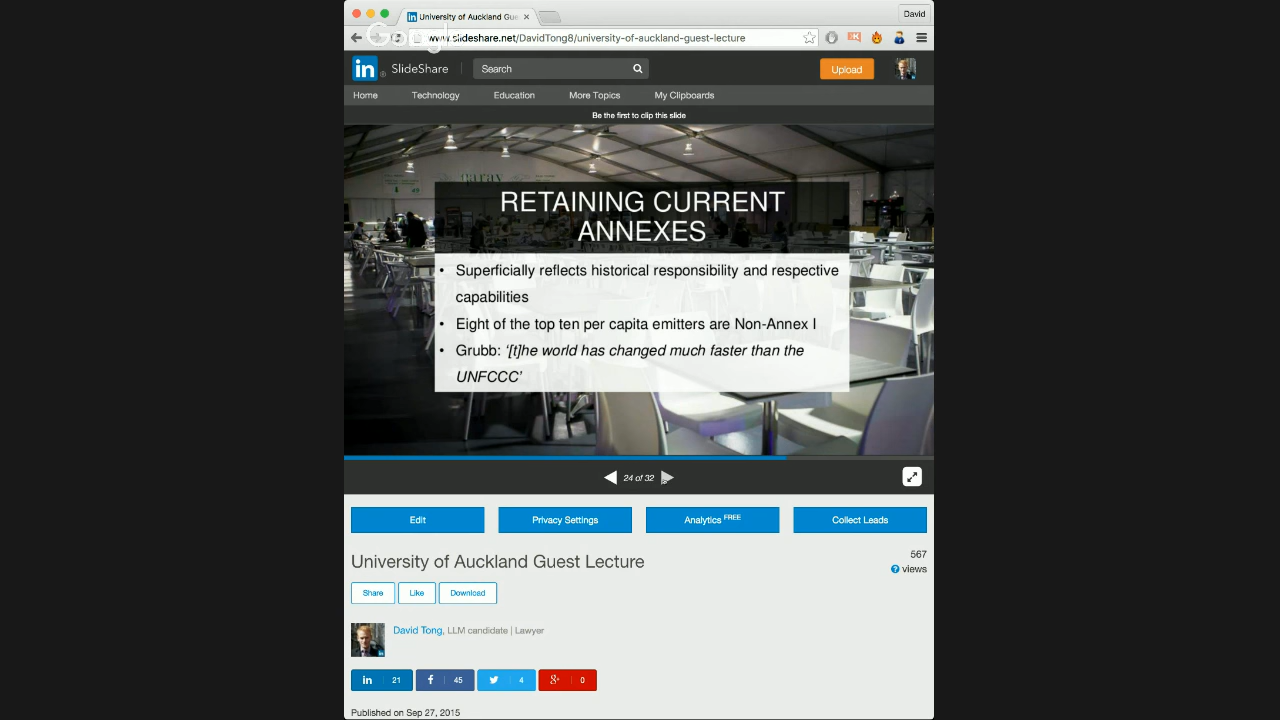 University of Auckland Gue
David
Google
www.slideshare.net/DavidTong8/university-of-auckland-guest-lecture
in SlideShare
Search
Upload
Home
Technology
Education
More Topics
My Clipboards
Be the first to clip this slide
qaray
RETAINING CURRENT
ANNEXES
• Superficially reflects historical responsibility and respective
capabilities
• Eight of the top ten per capita emitters are Non-Annex I
• Grubb: '[t]he world has changed much faster than the
UNFCCC'
24 of 32
Edit
Privacy Settings
Analytics FREE
Collect Leads
University of Auckland Guest Lecture
567
? views
Share
Like
Download
David Tong, LLM candidate | Lawyer
in 21
f 45
4
g+ 0
Published on Sep 27, 2015